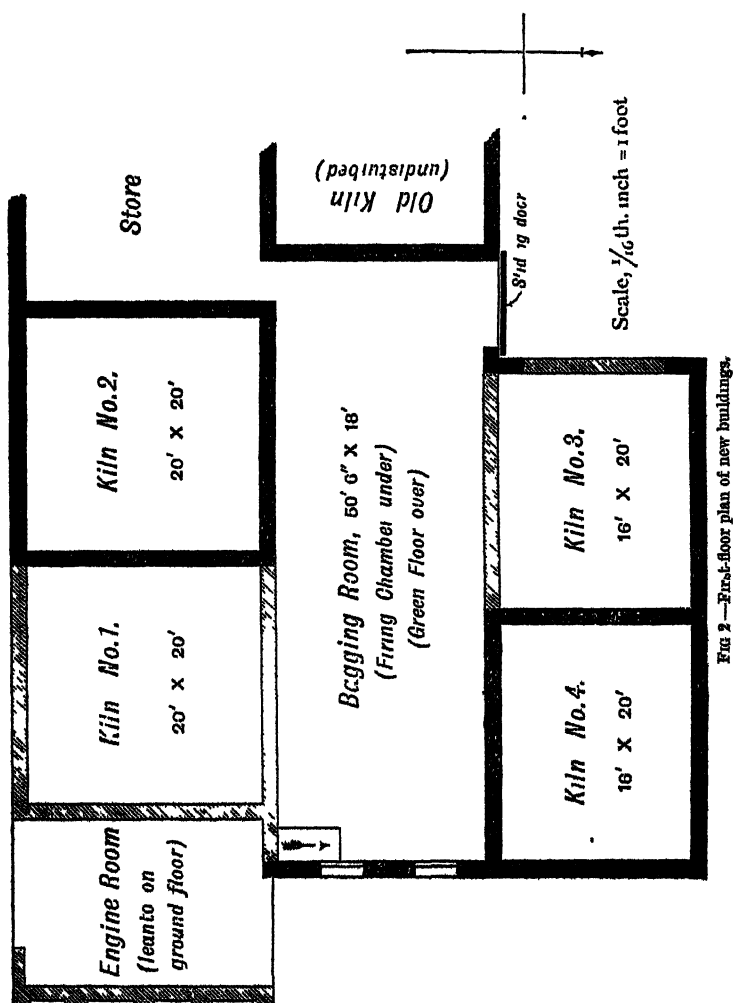 Store
Old Kiln
(undisturbed)
Sliding door
Scale, 1/16th. inch = 1 foot
Kiln No.2.
20' X 20'
Kiln No.1.
20' X 20'
Engine Room
(leanto on
ground floor)
Bagging Room, 50' 6" X 18'
(Firing Chamber under)
(Green Floor over)
Kiln No.3.
16' X 20'
Kiln No.4.
16' X 20'
FIG 2—First-floor plan of new buildings.